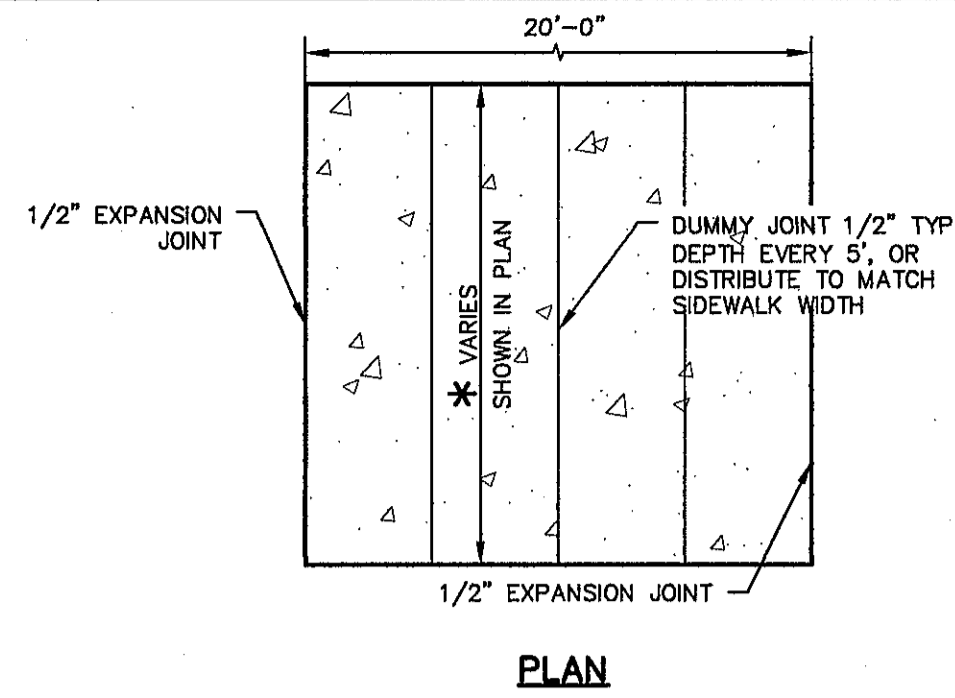 20'-0"
1/2" EXPANSION
JOINT
* VARIES
SHOWN IN PLAN
DUMMY JOINT 1/2" TYP
DEPTH EVERY 5', OR
DISTRIBUTE TO MATCH
SIDEWALK WIDTH
1/2" EXPANSION JOINT
PLAN